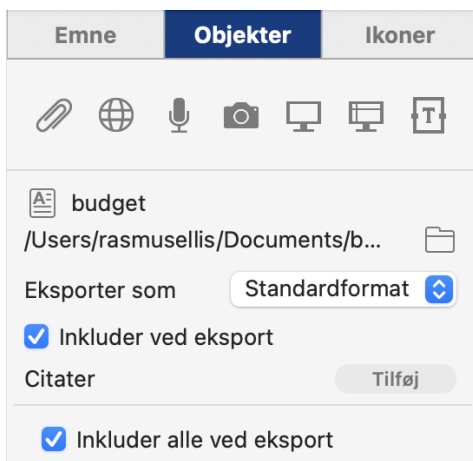 Emne Objekter Ikoner
T
budget
/Users/rasmusellis/Documents/b...
Eksporter som Standardformat
Inkluder ved eksport
Citater Tilføj
Inkluder alle ved eksport